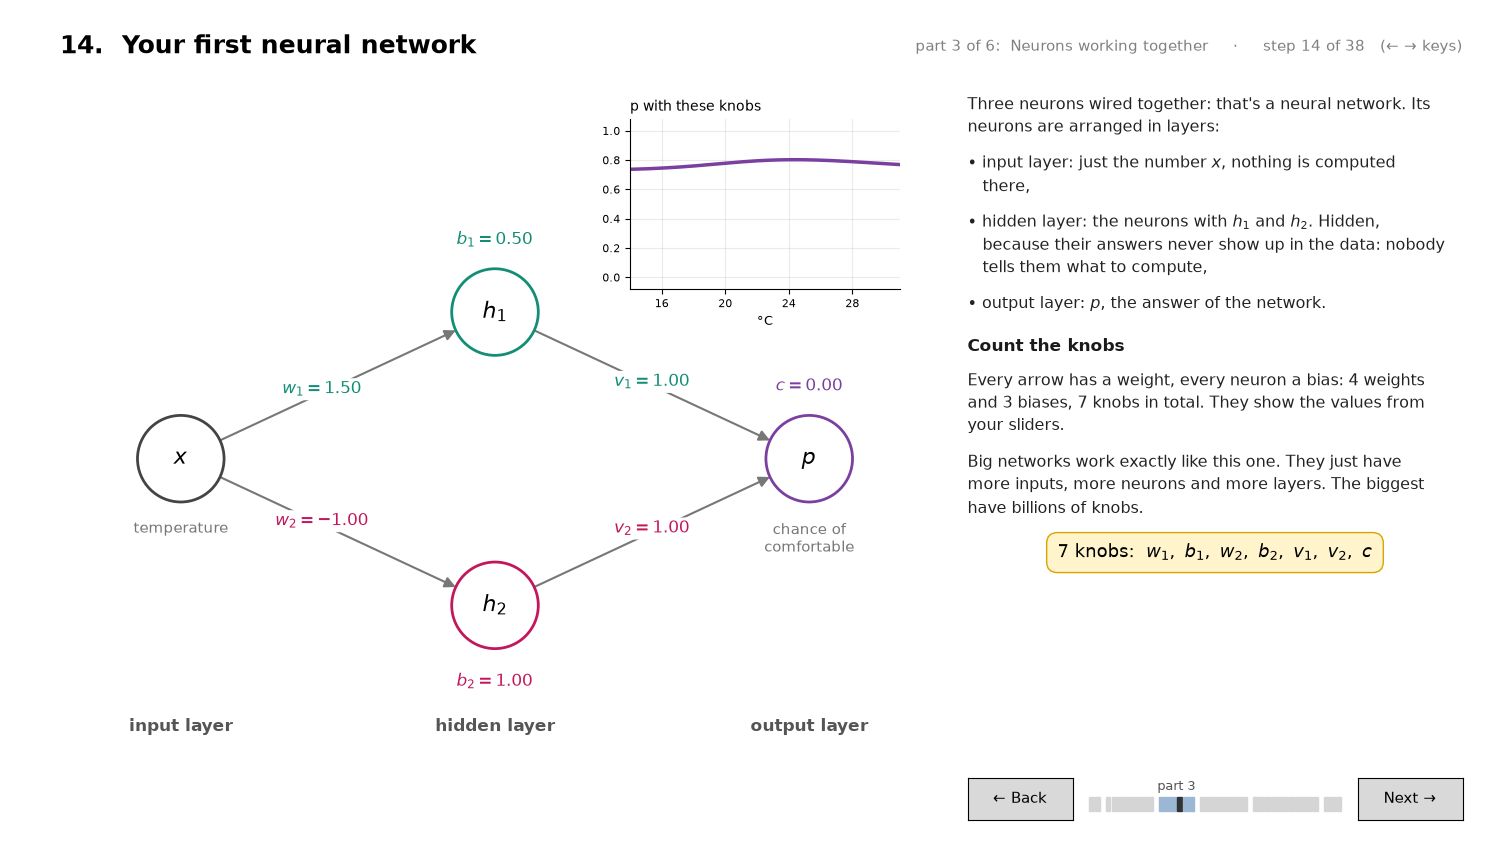 14. Your first neural network
part 3 of 6: Neurons working together · step 14 of 38 (← → keys)
p with these knobs
1.0
0.8
0.6
0.4
0.2
0.0
16 20 24 28
°C
b₁ = 0.50
h₁
w₁ = 1.50
v₁ = 1.00
c = 0.00
x
p
temperature
w₂ = −1.00
v₂ = 1.00
chance of
comfortable
h₂
b₂ = 1.00
input layer
hidden layer
output layer
Three neurons wired together: that's a neural network. Its
neurons are arranged in layers:
• input layer: just the number x, nothing is computed
there,
• hidden layer: the neurons with h₁ and h₂. Hidden,
because their answers never show up in the data: nobody
tells them what to compute,
• output layer: p, the answer of the network.
Count the knobs
Every arrow has a weight, every neuron a bias: 4 weights
and 3 biases, 7 knobs in total. They show the values from
your sliders.
Big networks work exactly like this one. They just have
more inputs, more neurons and more layers. The biggest
have billions of knobs.
7 knobs: w₁, b₁, w₂, b₂, v₁, v₂, c
← Back
part 3
Next →